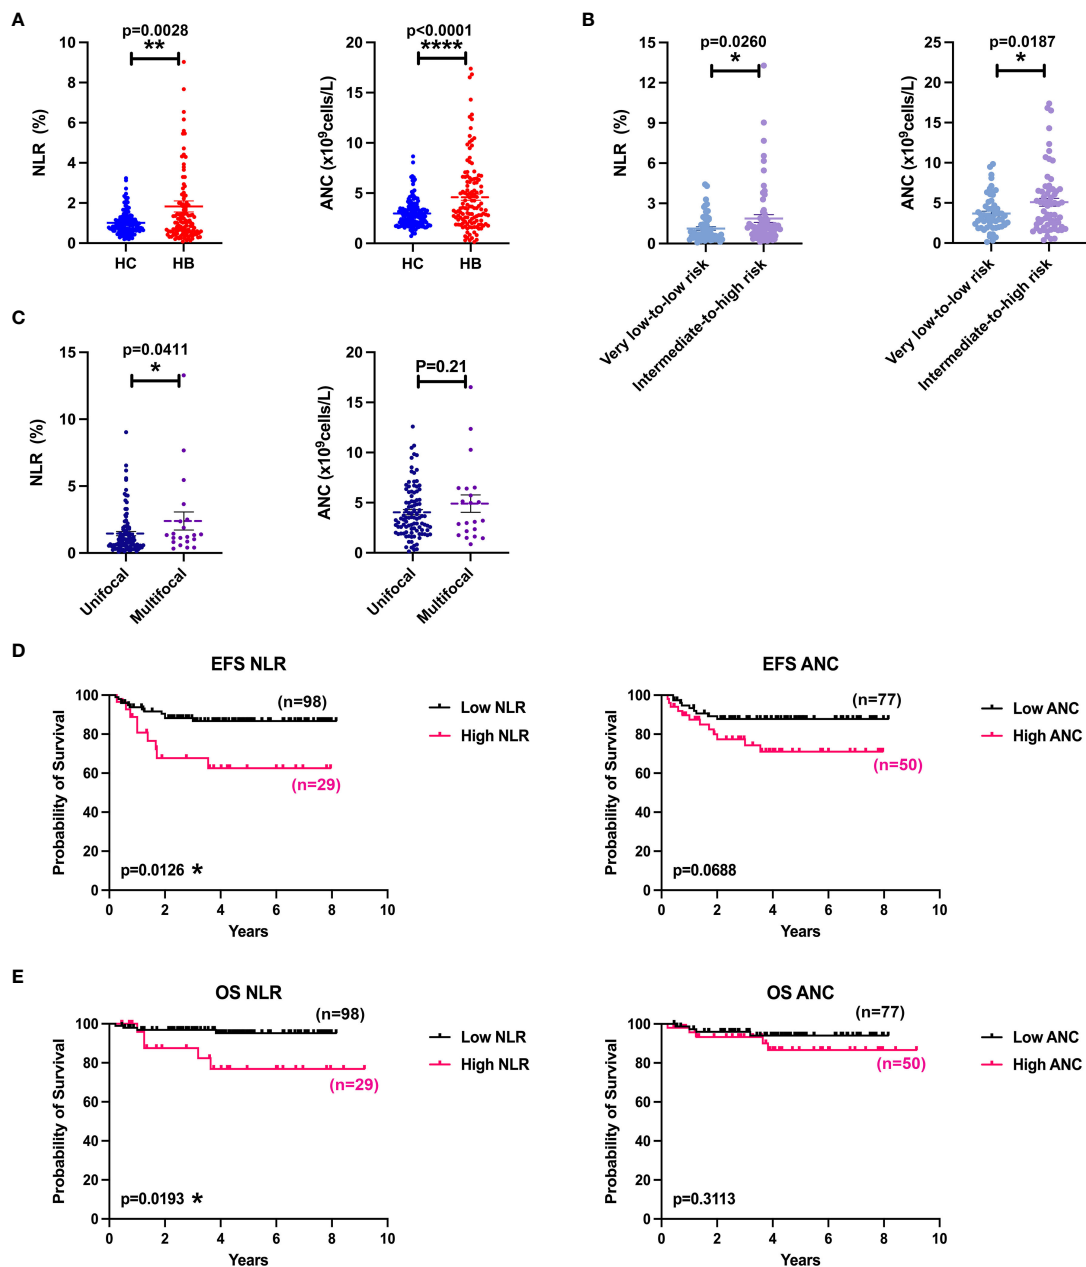 A
p=0.0028
**
NLR (%)
10
8
6
4
2
0
HC
HB
p<0.0001
****
ANC (x10⁹cells/L)
20
15
10
5
0
HC
HB
B
p=0.0260
*
NLR (%)
15
12
9
6
3
0
Very low-to-low risk
Intermediate-to-high risk
p=0.0187
*
ANC (x10⁹cells/L)
25
20
15
10
5
0
Very low-to-low risk
Intermediate-to-high risk
C
p=0.0411
*
NLR (%)
15
10
5
0
Unifocal
Multifocal
P=0.21
ANC (x10⁹cells/L)
20
15
10
5
0
Unifocal
Multifocal
D
EFS NLR
Probability of Survival
100
80
60
40
20
0
(n=98)
(n=29)
p=0.0126 *
0 2 4 6 8 10
Years
Low NLR
High NLR
EFS ANC
Probability of Survival
100
80
60
40
20
0
(n=77)
(n=50)
p=0.0688
0 2 4 6 8 10
Years
Low ANC
High ANC
E
OS NLR
Probability of Survival
100
80
60
40
20
0
(n=98)
(n=29)
p=0.0193 *
0 2 4 6 8 10
Years
Low NLR
High NLR
OS ANC
Probability of Survival
100
80
60
40
20
0
(n=77)
(n=50)
p=0.3113
0 2 4 6 8 10
Years
Low ANC
High ANC